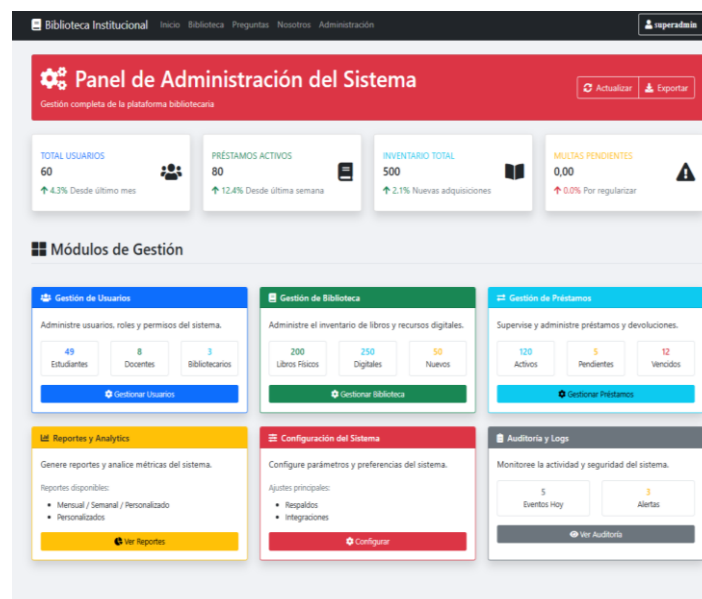 Biblioteca Institucional Inicio Biblioteca Preguntas Nosotros Administración superadmin
Panel de Administración del Sistema
Gestión completa de la plataforma bibliotecaria
Actualizar Exportar
TOTAL USUARIOS
60
4.3% Desde último mes
PRÉSTAMOS ACTIVOS
80
12.4% Desde última semana
INVENTARIO TOTAL
500
2.1% Nuevas adquisiciones
MULTAS PENDIENTES
0,00
0.0% Por regularizar
Módulos de Gestión
Gestión de Usuarios
Administre usuarios, roles y permisos del sistema.
49 8 3
Estudiantes Docentes Bibliotecarios
Gestionar Usuarios
Gestión de Biblioteca
Administre el inventario de libros y recursos digitales.
200 250 50
Libros Físicos Digitales Nuevos
Gestionar Biblioteca
Gestión de Préstamos
Supervise y administre préstamos y devoluciones.
120 5 12
Activos Pendientes Vencidos
Gestionar Préstamos
Reportes y Analytics
Genere reportes y analice métricas del sistema.
Reportes disponibles:
• Mensual / Semanal / Personalizado
• Personalizados
Ver Reportes
Configuración del Sistema
Configure parámetros y preferencias del sistema.
Ajustes principales:
• Respaldos
• Integraciones
Configurar
Auditoría y Logs
Monitoree la actividad y seguridad del sistema.
5 3
Eventos Hoy Alertas
Ver Auditoría